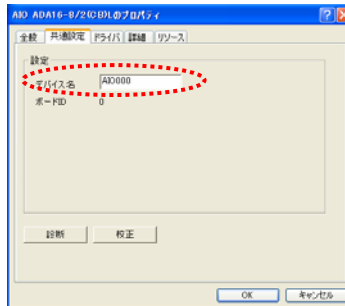 AIO ADA16-8/2(CB)Lのプロパティ
全般 共通設定 ドライバ 詳細 リソース
設定
デバイス名 AIO000
ボードID 0
診断 校正
OK キャンセル